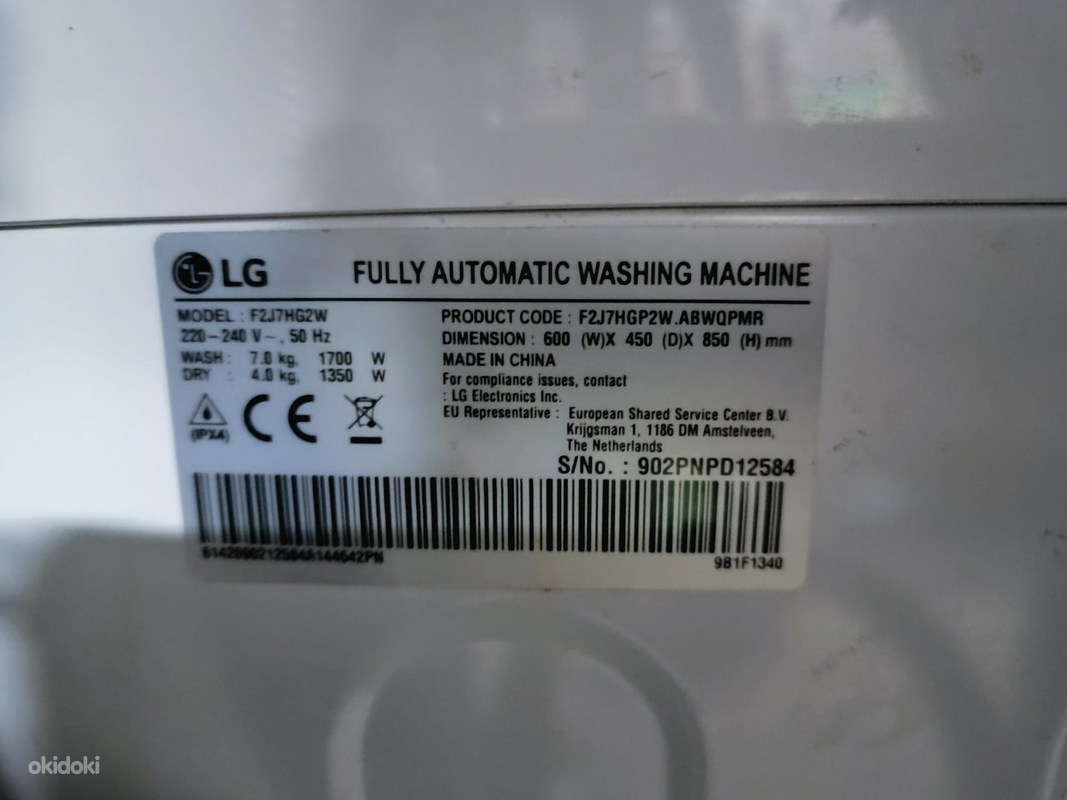 LG FULLY AUTOMATIC WASHING MACHINE
MODEL : F2J7HG2W
220-240 V~, 50 Hz
WASH : 7.0 kg, 1700 W
DRY : 4.0 kg, 1350 W
(IPX4) CE
PRODUCT CODE : F2J7HGP2W.ABWQPMR
DIMENSION : 600 (W)X 450 (D)X 850 (H) mm
MADE IN CHINA
For compliance issues, contact
: LG Electronics Inc.
EU Representative : European Shared Service Center B.V.
Krijgsman 1, 1186 DM Amstelveen,
The Netherlands
S/No. : 902PNPD12584
9B1F1340
okidoki